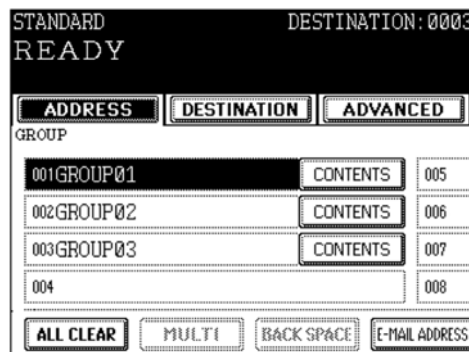 STANDARD DESTINATION:0003
READY
ADDRESS DESTINATION ADVANCED
GROUP
001GROUP01 CONTENTS 005
002GROUP02 CONTENTS 006
003GROUP03 CONTENTS 007
004 008
ALL CLEAR MULTI BACK SPACE E-MAIL ADDRESS